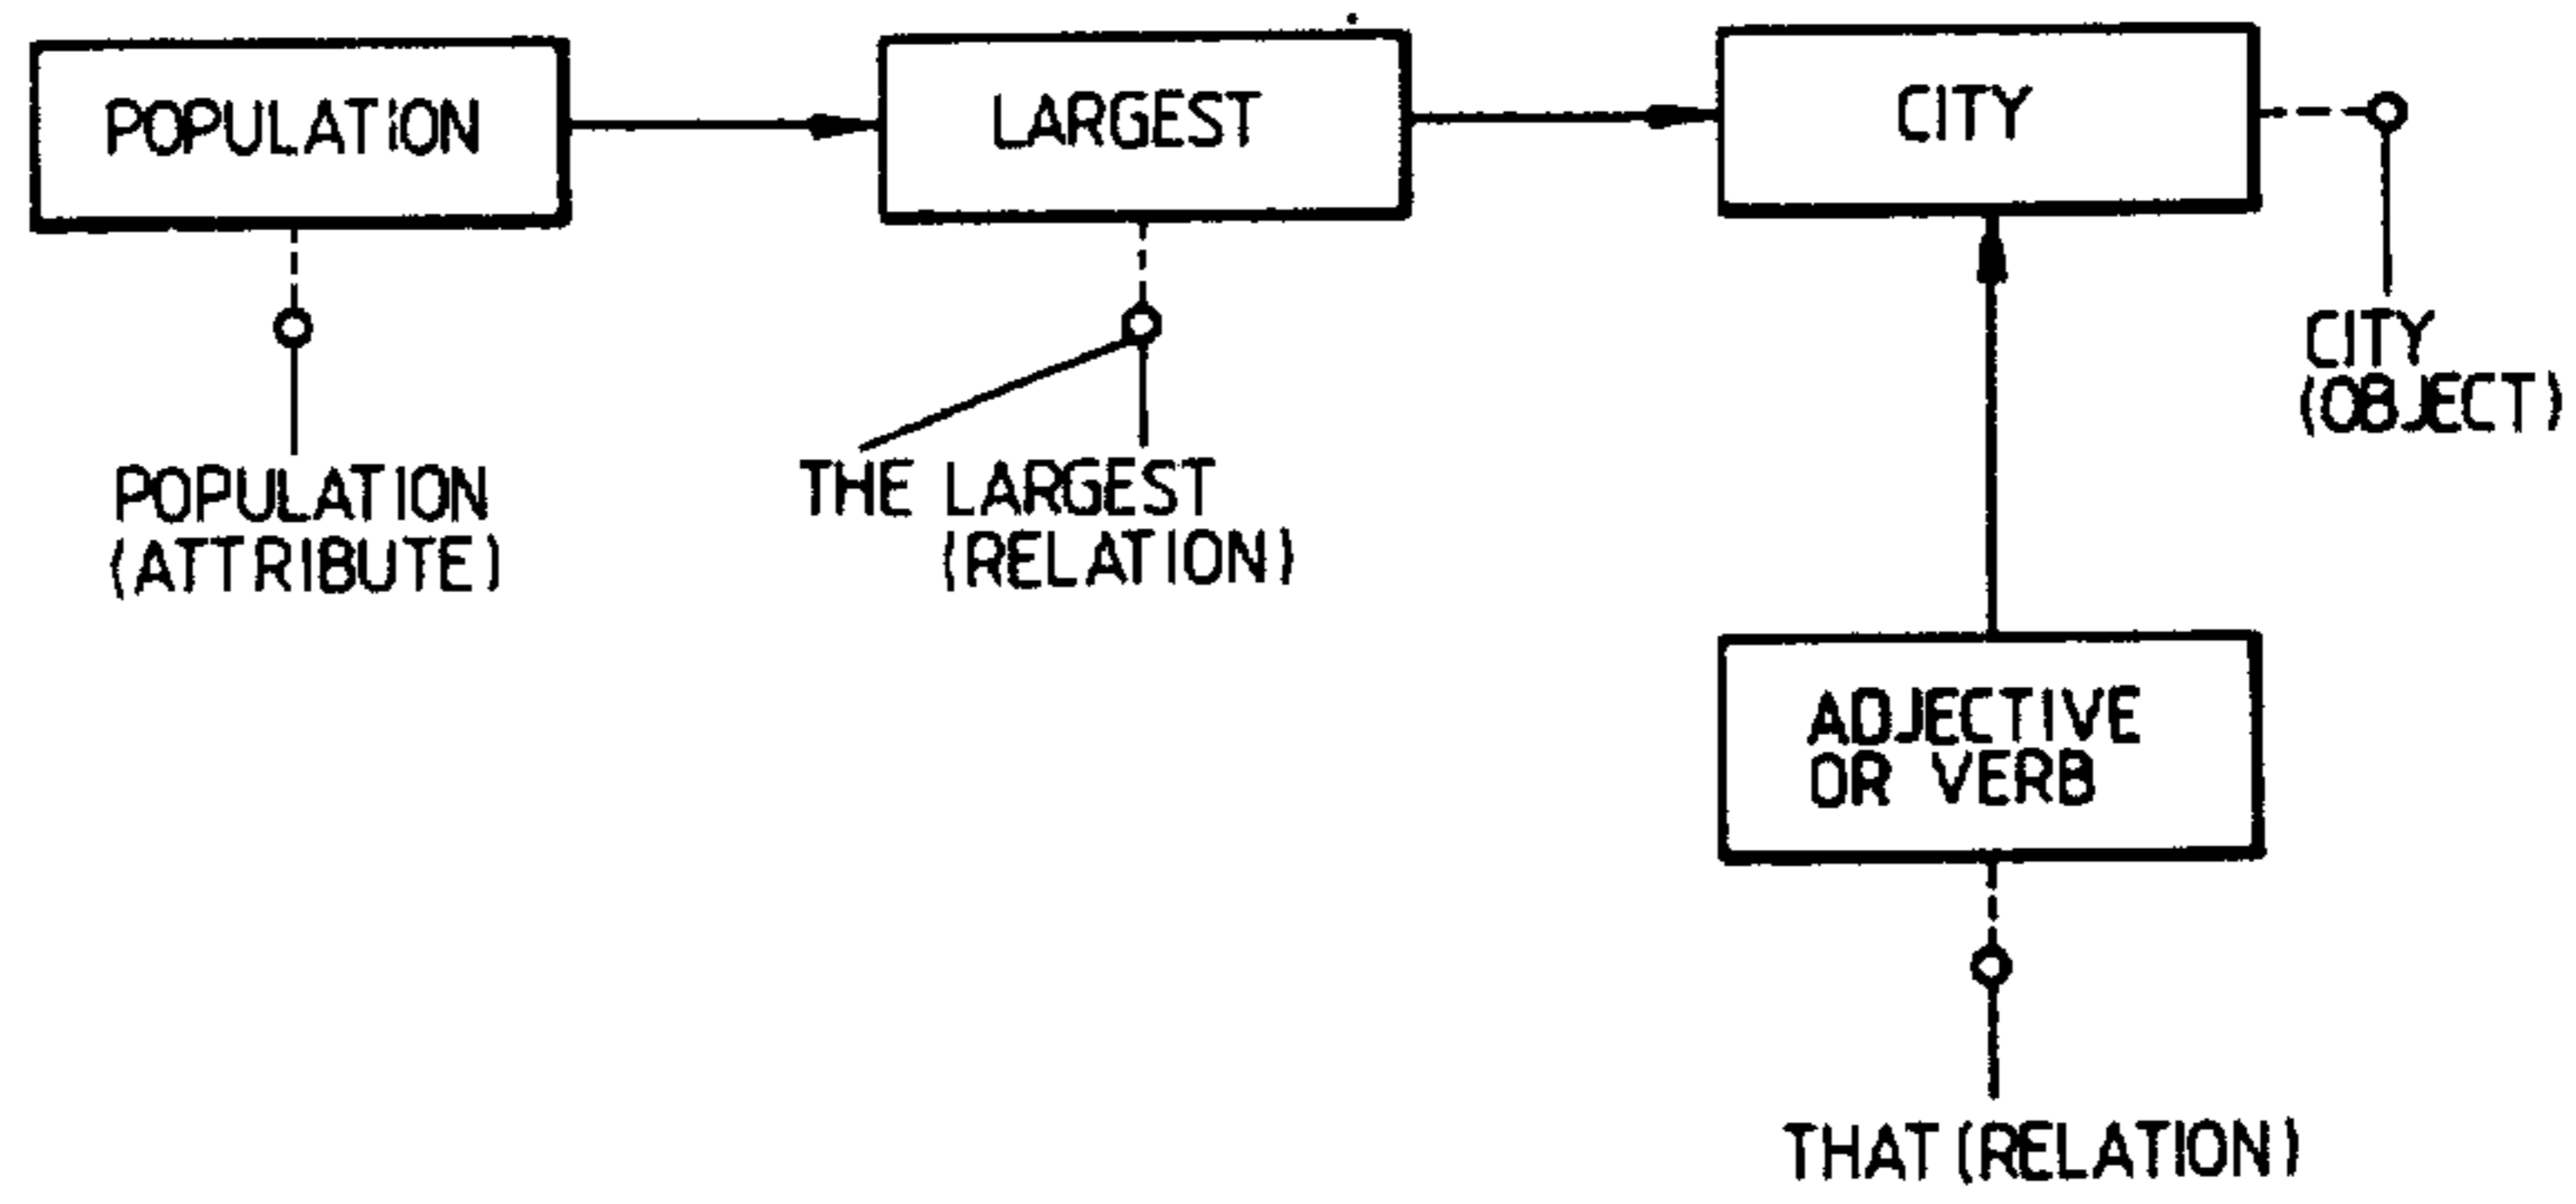 POPULATION
LARGEST
CITY
POPULATION
(ATTRIBUTE)
THE LARGEST
(RELATION)
CITY
(OBJECT)
ADJECTIVE
OR VERB
THAT (RELATION)